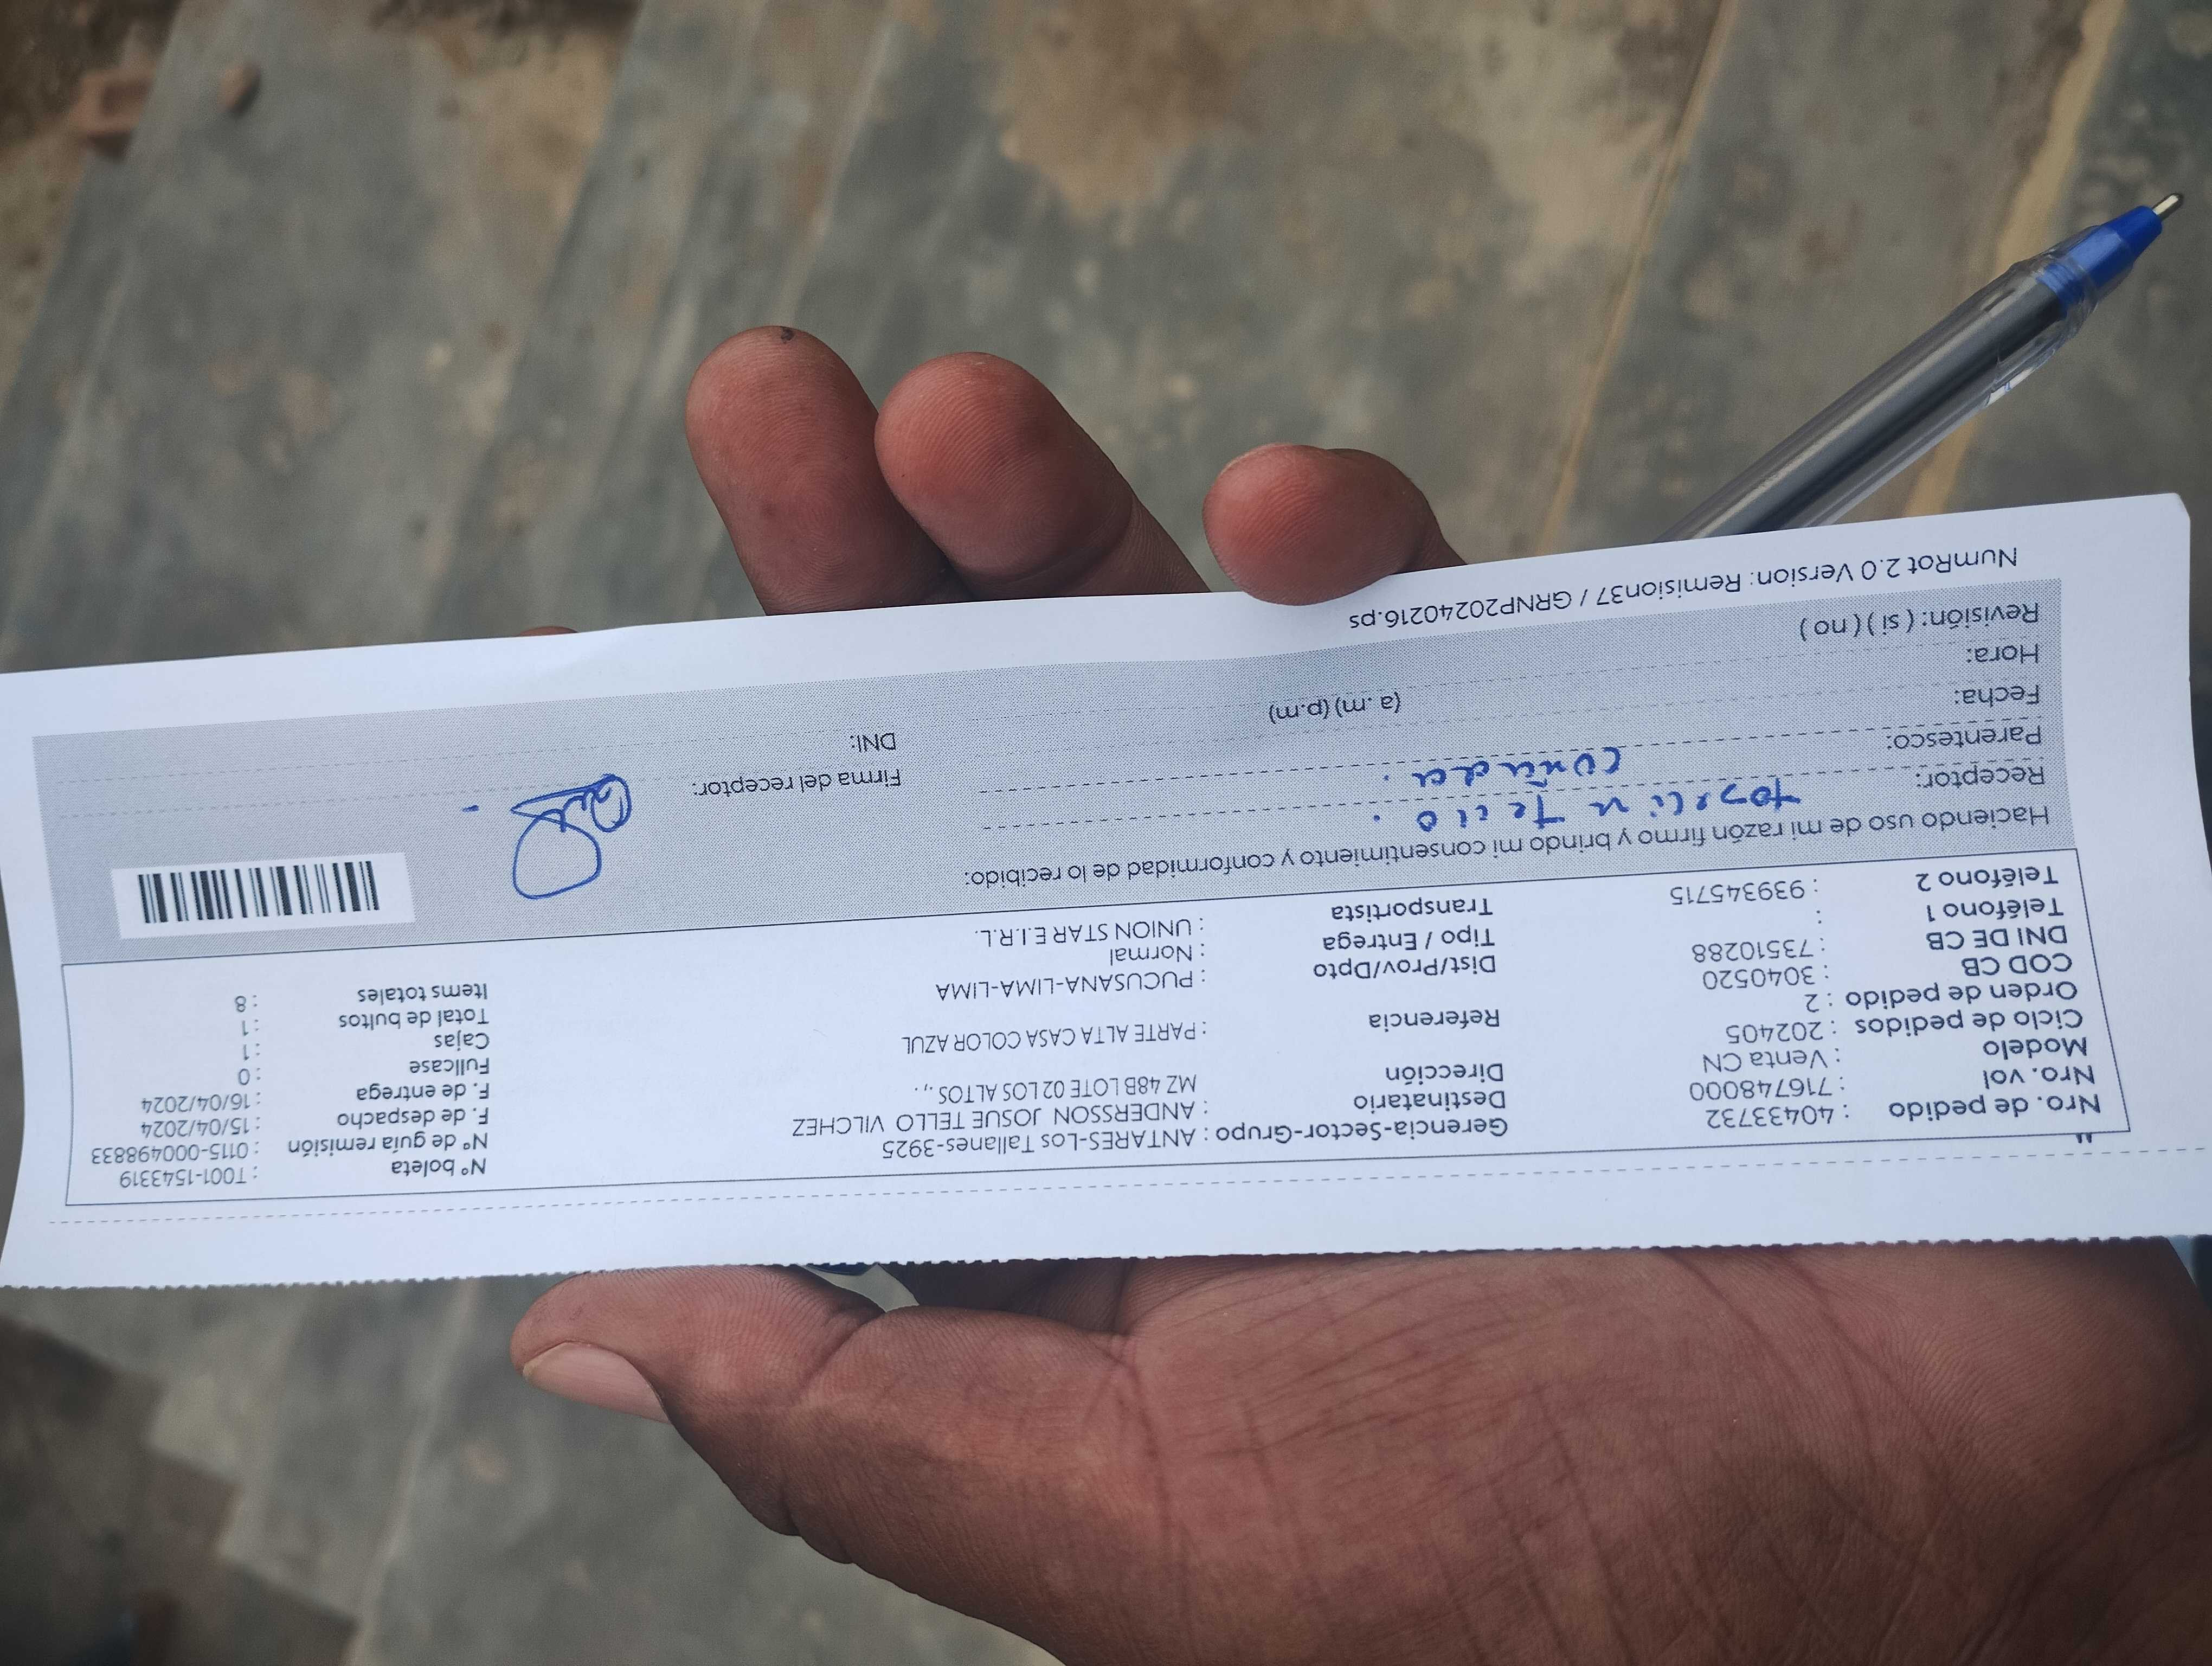 Nro. de pedido : 40433732
Nro. vol : 716748000
Modelo : Venta CN
Ciclo de pedidos : 202405
Orden de pedido : 2
COD CB : 3040520
DNI DE CB : 73510288
Teléfono 1 :
Teléfono 2 : 939345715
Gerencia-Sector-Grupo : ANTARES-Los Tallanes-3925
Destinatario : ANDERSSON JOSUE TELLO VILCHEZ
Dirección MZ 48B LOTE 02 LOS ALTOS .,.
Referencia : PARTE ALTA CASA COLOR AZUL
Dist/Prov/Dpto : PUCUSANA-LIMA-LIMA
Tipo / Entrega : Normal
Transportista : UNION STAR E.I.R.L.
N° boleta : T001-1543319
N° de guía remisión : 0115-000498833
F. de despacho : 15/04/2024
F. de entrega : 16/04/2024
Fullcase : 0
Cajas : 1
Total de bultos : 1
Items totales : 8
Haciendo uso de mi razón firmo y brindo mi consentimiento y conformidad de lo recibido:
Receptor: Tello.
Parentesco: coñada.
Fecha:
Hora: (a.m)(p.m)
Revisión: ( si ) ( no )
Firma del receptor:
DNI:
NumRot 2.0 Version: Remision37 / GRNP20240216.ps